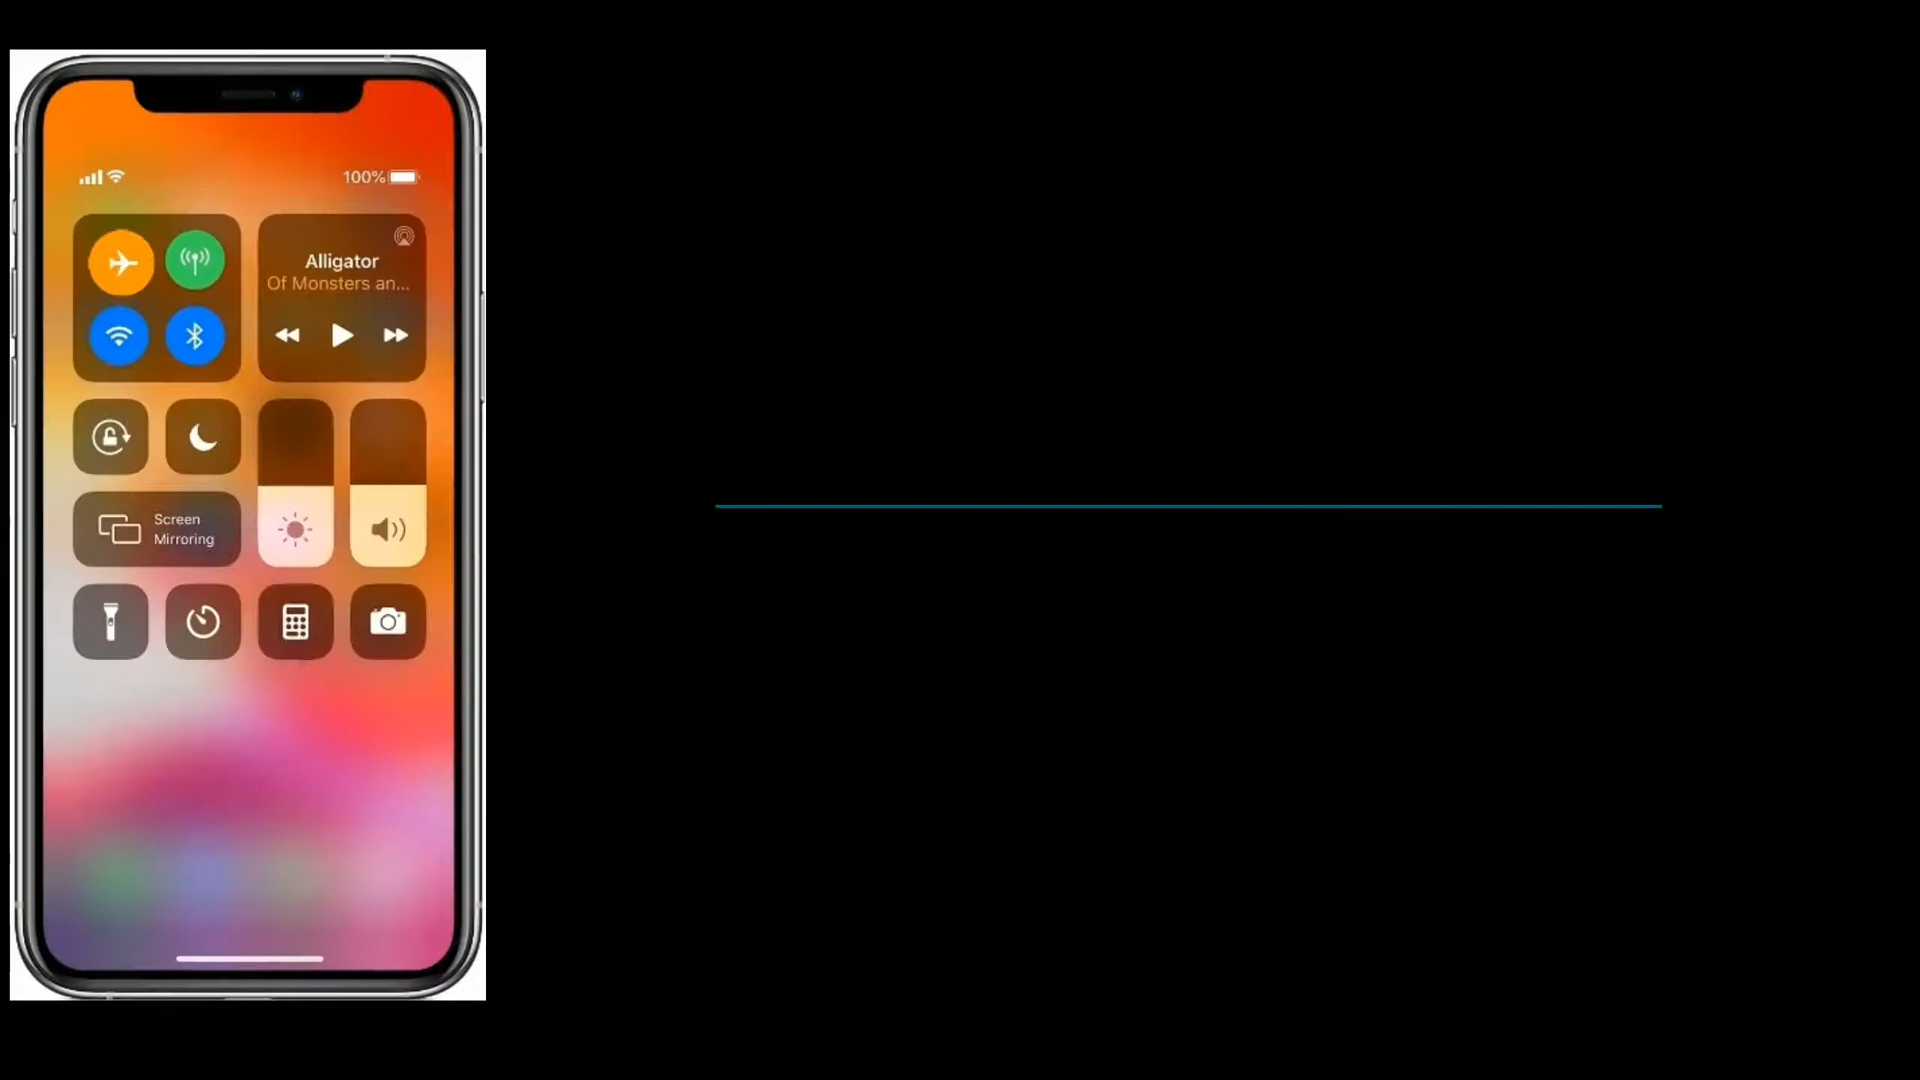 100%
Alligator
Of Monsters an...
Screen
Mirroring